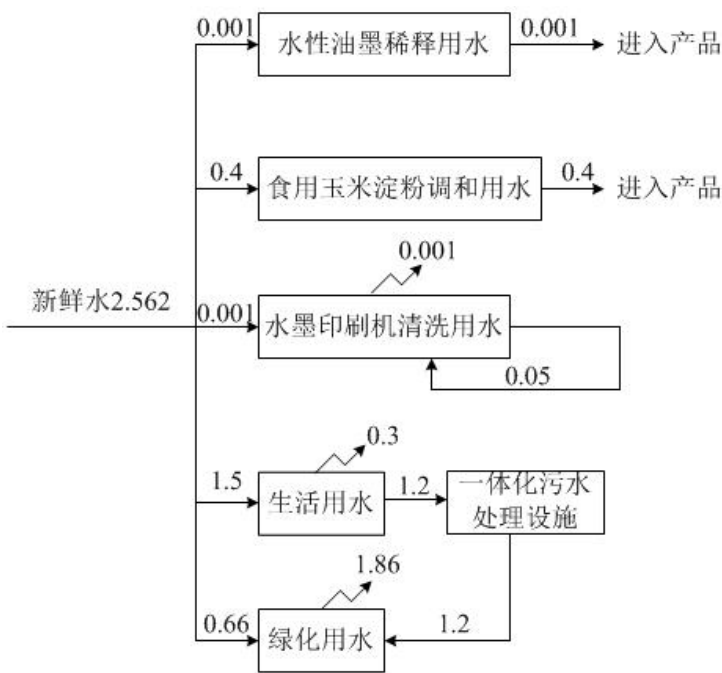 0.001 水性油墨稀释用水 0.001 进入产品
0.4 食用玉米淀粉调和用水 0.4 进入产品
0.001
新鲜水2.562
0.001 水墨印刷机清洗用水
0.05
0.3
1.5 生活用水 1.2 一体化污水
处理设施
1.86
0.66 绿化用水 1.2